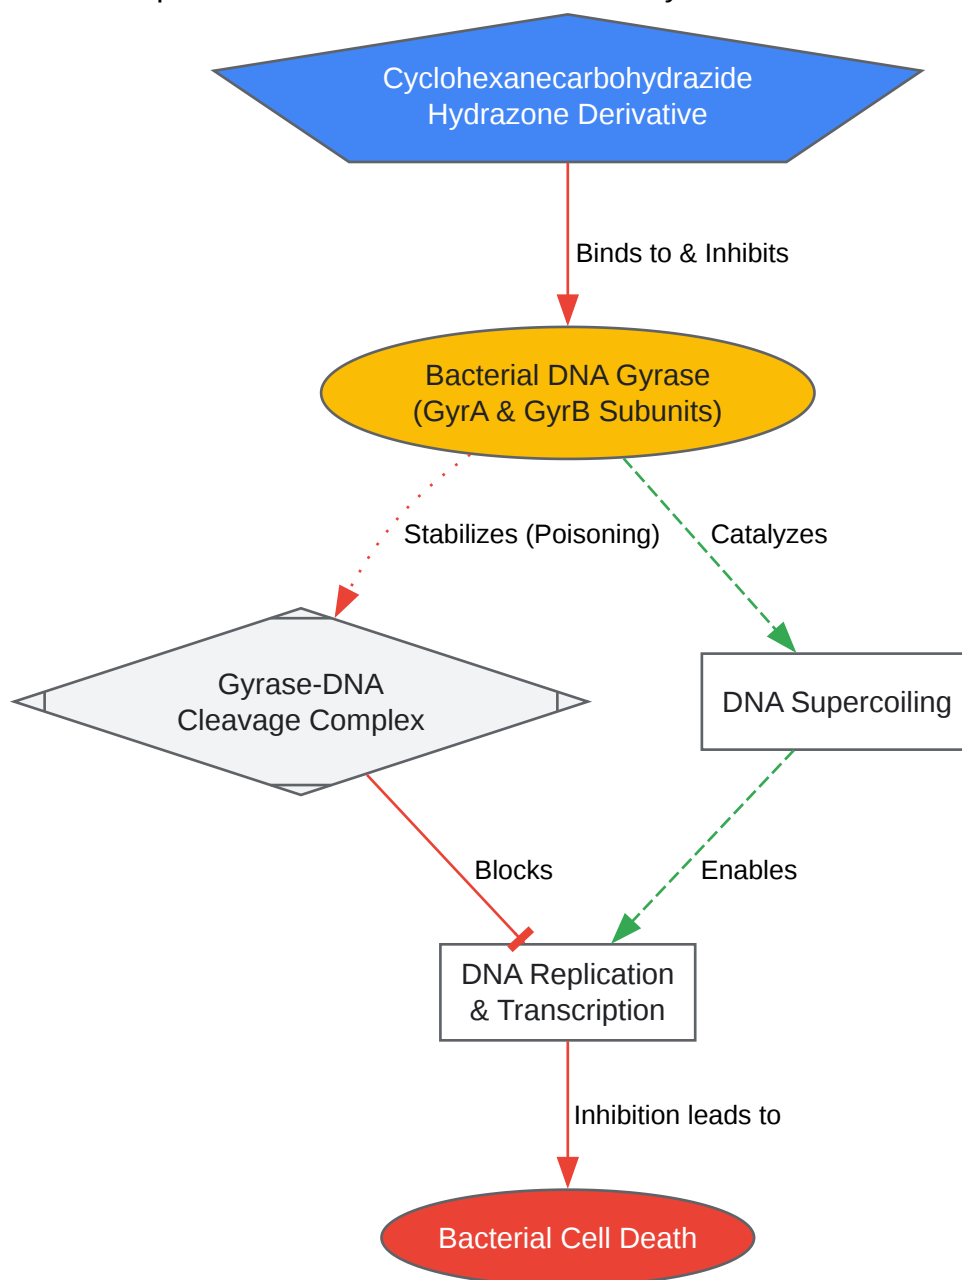 Cyclohexanecarbohydrazide
Hydrazone Derivative
Binds to & Inhibits
Bacterial DNA Gyrase
(GyrA & GyrB Subunits)
Stabilizes (Poisoning)
Catalyzes
Gyrase-DNA
Cleavage Complex
DNA Supercoiling
Blocks
Enables
DNA Replication
& Transcription
Inhibition leads to
Bacterial Cell Death